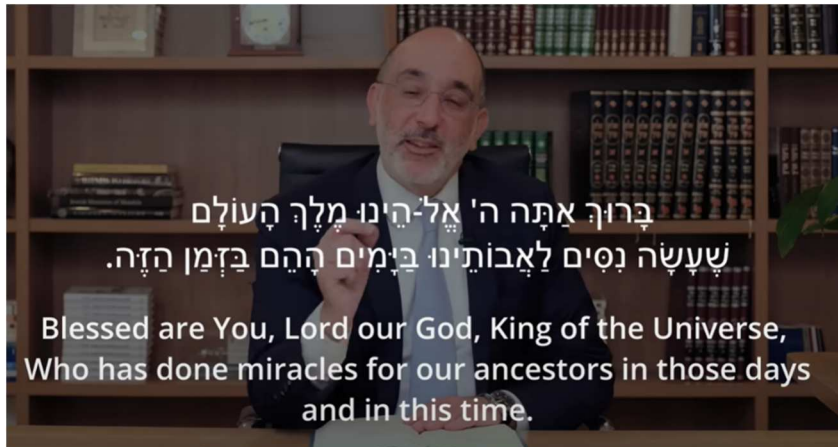 בָּרוּךְ אַתָּה ה' אֱל-הֵינוּ מֶלֶךְ הָעוֹלָם
שֶׁעָשָׂה נִסִּים לַאֲבוֹתֵינוּ בַּיָּמִים הָהֵם בַּזְּמַן הַזֶּה.
Blessed are You, Lord our God, King of the Universe,
Who has done miracles for our ancestors in those days
and in this time.